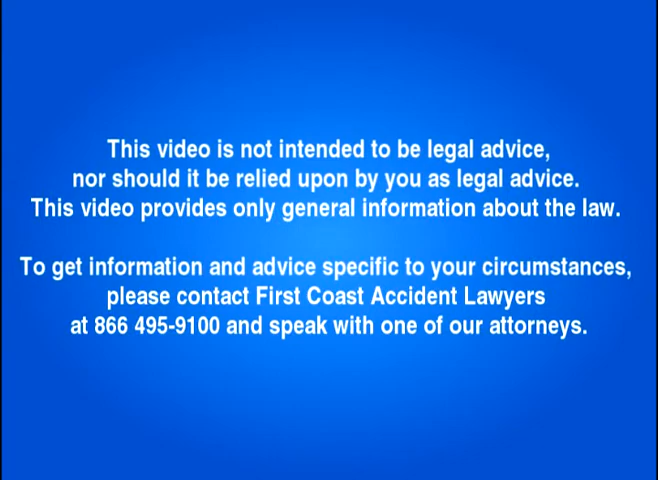 This video is not intended to be legal advice,
nor should it be relied upon by you as legal advice.
This video provides only general information about the law.
To get information and advice specific to your circumstances,
please contact First Coast Accident Lawyers
at 866 495-9100 and speak with one of our attorneys.